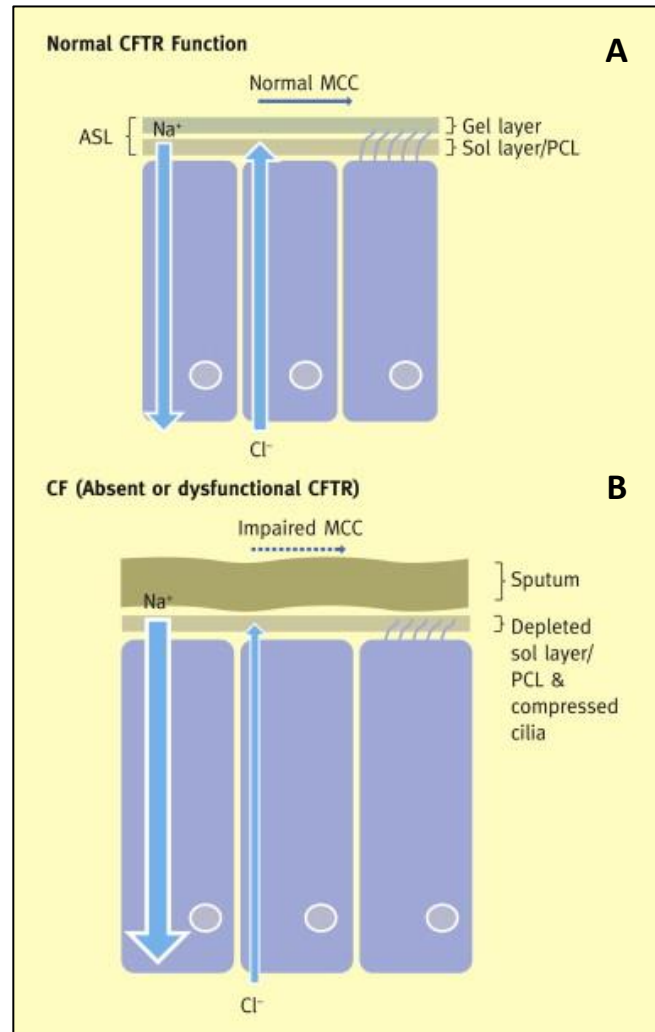 Normal CFTR Function
A
Normal MCC
ASL
Na⁺
Gel layer
Sol layer/PCL
Cl⁻
CF (Absent or dysfunctional CFTR)
B
Impaired MCC
Sputum
Na⁺
Depleted
sol layer/
PCL &
compressed
cilia
Cl⁻